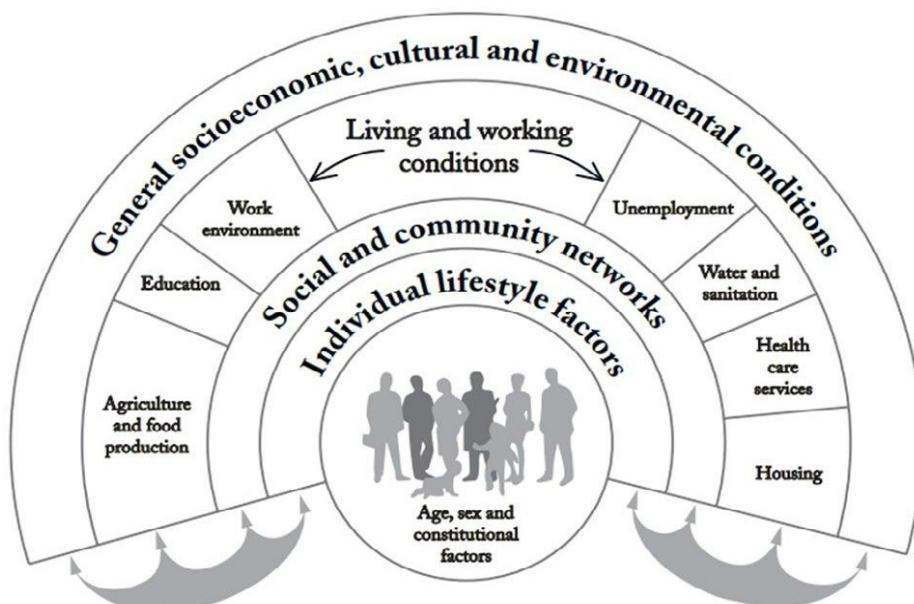 General socioeconomic, cultural and environmental conditions
Living and working
conditions
Work
environment
Unemployment
Education
Water and
sanitation
Agriculture
and food
production
Health
care
services
Housing
Social and community networks
Individual lifestyle factors
Age, sex and
constitutional
factors